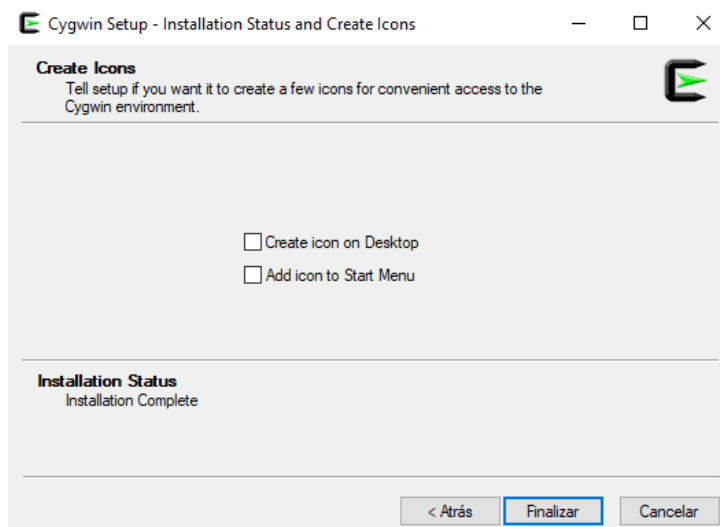 Cygwin Setup - Installation Status and Create Icons
Create Icons
Tell setup if you want it to create a few icons for convenient access to the
Cygwin environment.
Create icon on Desktop
Add icon to Start Menu
Installation Status
Installation Complete
< Atrás Finalizar Cancelar